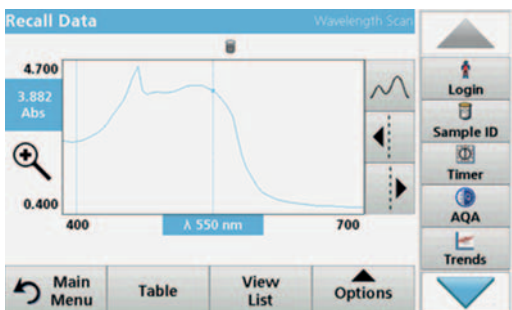 Recall Data
Wavelength Scan
4.700
3.882
Abs
0.400
400
λ 550 nm
700
Login
Sample ID
Timer
AQA
Trends
Main
Menu
Table
View
List
Options